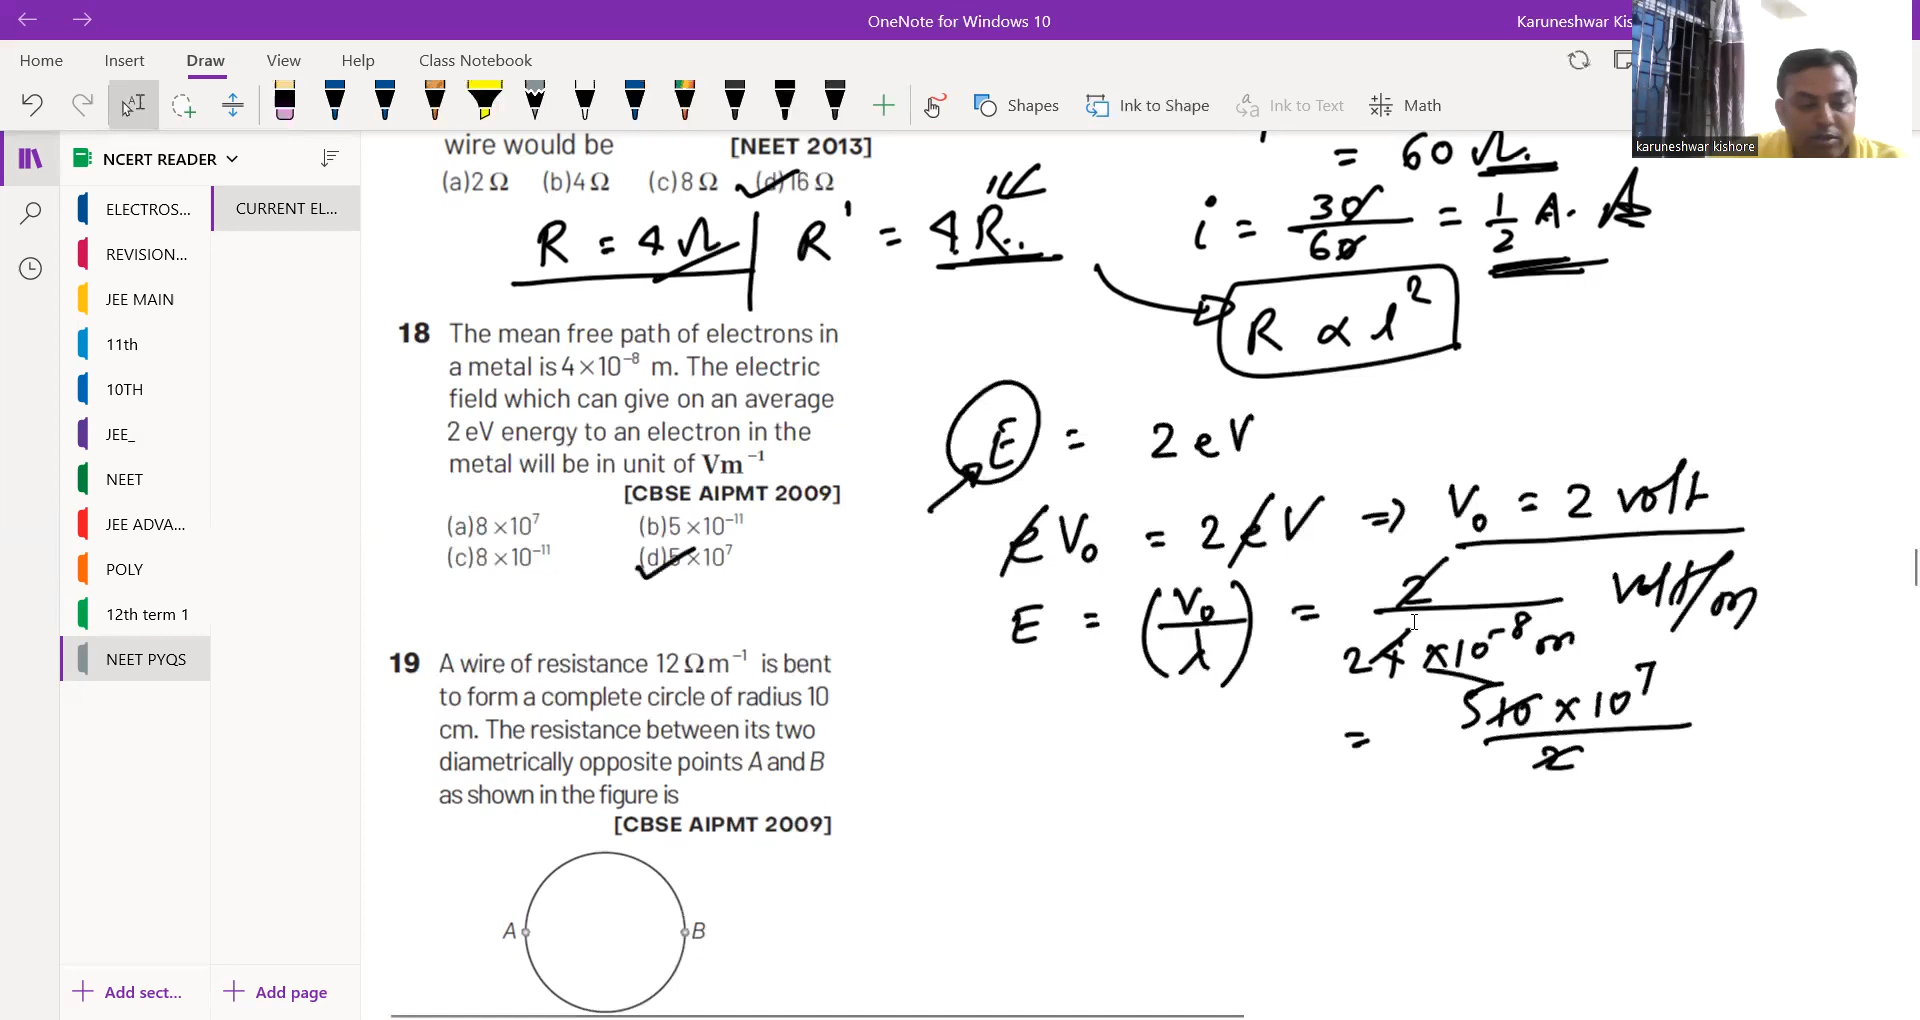 OneNote for Windows 10
Karuneshwar Kis
Home Insert Draw View Help Class Notebook
Shapes Ink to Shape Ink to Text Math
karuneshwar kishore
NCERT READER
ELECTROS...
REVISION...
JEE MAIN
11th
10TH
JEE_
NEET
JEE ADVA...
POLY
12th term 1
NEET PYQS
Add sect...
CURRENT EL...
Add page
wire would be [NEET 2013]
(a)2 Ω (b)4 Ω (c)8 Ω (d)16 Ω
R = 4 Ω | R' = 4 R.
18 The mean free path of electrons in
a metal is 4×10⁻⁸ m. The electric
field which can give on an average
2 eV energy to an electron in the
metal will be in unit of Vm⁻¹
[CBSE AIPMT 2009]
(a)8×10⁷ (b)5×10⁻¹¹
(c)8×10⁻¹¹ (d)5×10⁷
19 A wire of resistance 12 Ω m⁻¹ is bent
to form a complete circle of radius 10
cm. The resistance between its two
diametrically opposite points A and B
as shown in the figure is
[CBSE AIPMT 2009]
A B
= 60 Ω.
i = 30/60 = 1/2 A.
R ∝ l²
E = 2 eV
eV₀ = 2 eV ⇒ V₀ = 2 volt
E = (V₀/l) = 2 / 4 ×10⁻⁸ m volt/m
2
= 5 10 × 10⁷ / 2